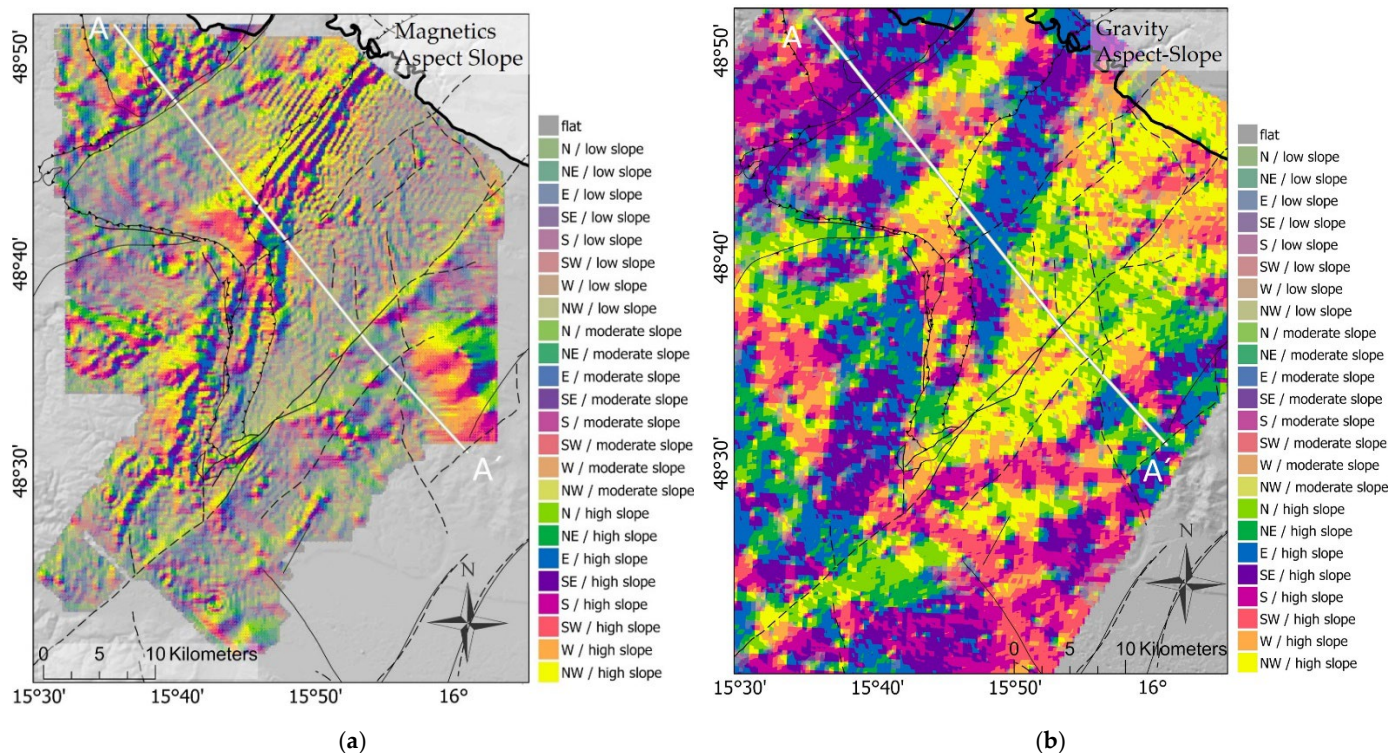 A
Magnetics
Aspect Slope
48°50'
48°40'
48°30'
A´
N
0 5 10 Kilometers
15°30' 15°40' 15°50' 16°
flat
N / low slope
NE / low slope
E / low slope
SE / low slope
S / low slope
SW / low slope
W / low slope
NW / low slope
N / moderate slope
NE / moderate slope
E / moderate slope
SE / moderate slope
S / moderate slope
SW / moderate slope
W / moderate slope
NW / moderate slope
N / high slope
NE / high slope
E / high slope
SE / high slope
S / high slope
SW / high slope
W / high slope
NW / high slope
(a)
A
Gravity
Aspect-Slope
48°50'
48°40'
48°30'
A´
N
0 5 10 Kilometers
15°30' 15°40' 15°50' 16°
flat
N / low slope
NE / low slope
E / low slope
SE / low slope
S / low slope
SW / low slope
W / low slope
NW / low slope
N / moderate slope
NE / moderate slope
E / moderate slope
SE / moderate slope
S / moderate slope
SW / moderate slope
W / moderate slope
NW / moderate slope
N / high slope
NE / high slope
E / high slope
SE / high slope
S / high slope
SW / high slope
W / high slope
NW / high slope
(b)